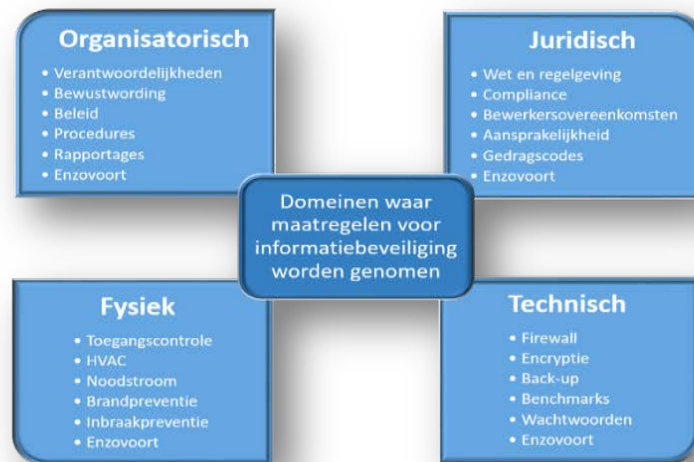 Organisatorisch
• Verantwoordelijkheden
• Bewustwording
• Beleid
• Procedures
• Rapportages
• Enzovoort
Juridisch
• Wet en regelgeving
• Compliance
• Bewerkersovereenkomsten
• Aansprakelijkheid
• Gedragscodes
• Enzovoort
Domeinen waar
maatregelen voor
informatiebeveiliging
worden genomen
Fysiek
• Toegangscontrole
• HVAC
• Noodstroom
• Brandpreventie
• Inbraakpreventie
• Enzovoort
Technisch
• Firewall
• Encryptie
• Back-up
• Benchmarks
• Wachtwoorden
• Enzovoort